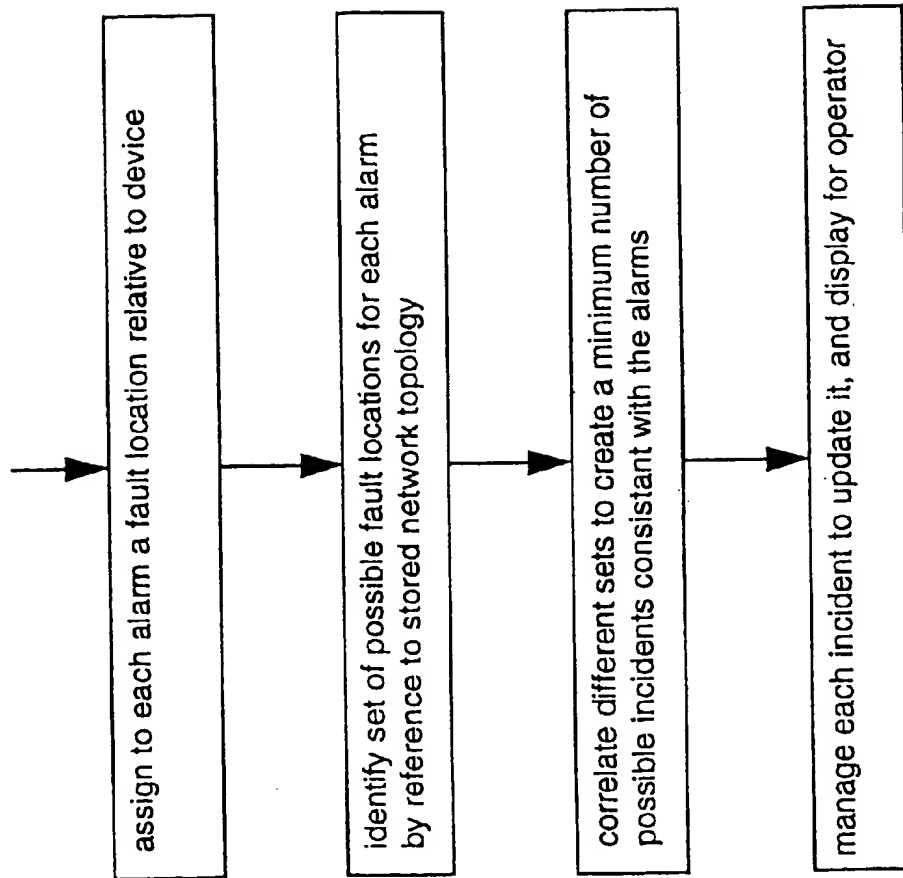 assign to each alarm a fault location relative to device
identify set of possible fault locations for each alarm
by reference to stored network topology
correlate different sets to create a minimum number of
possible incidents consistant with the alarms
manage each incident to update it, and display for operator